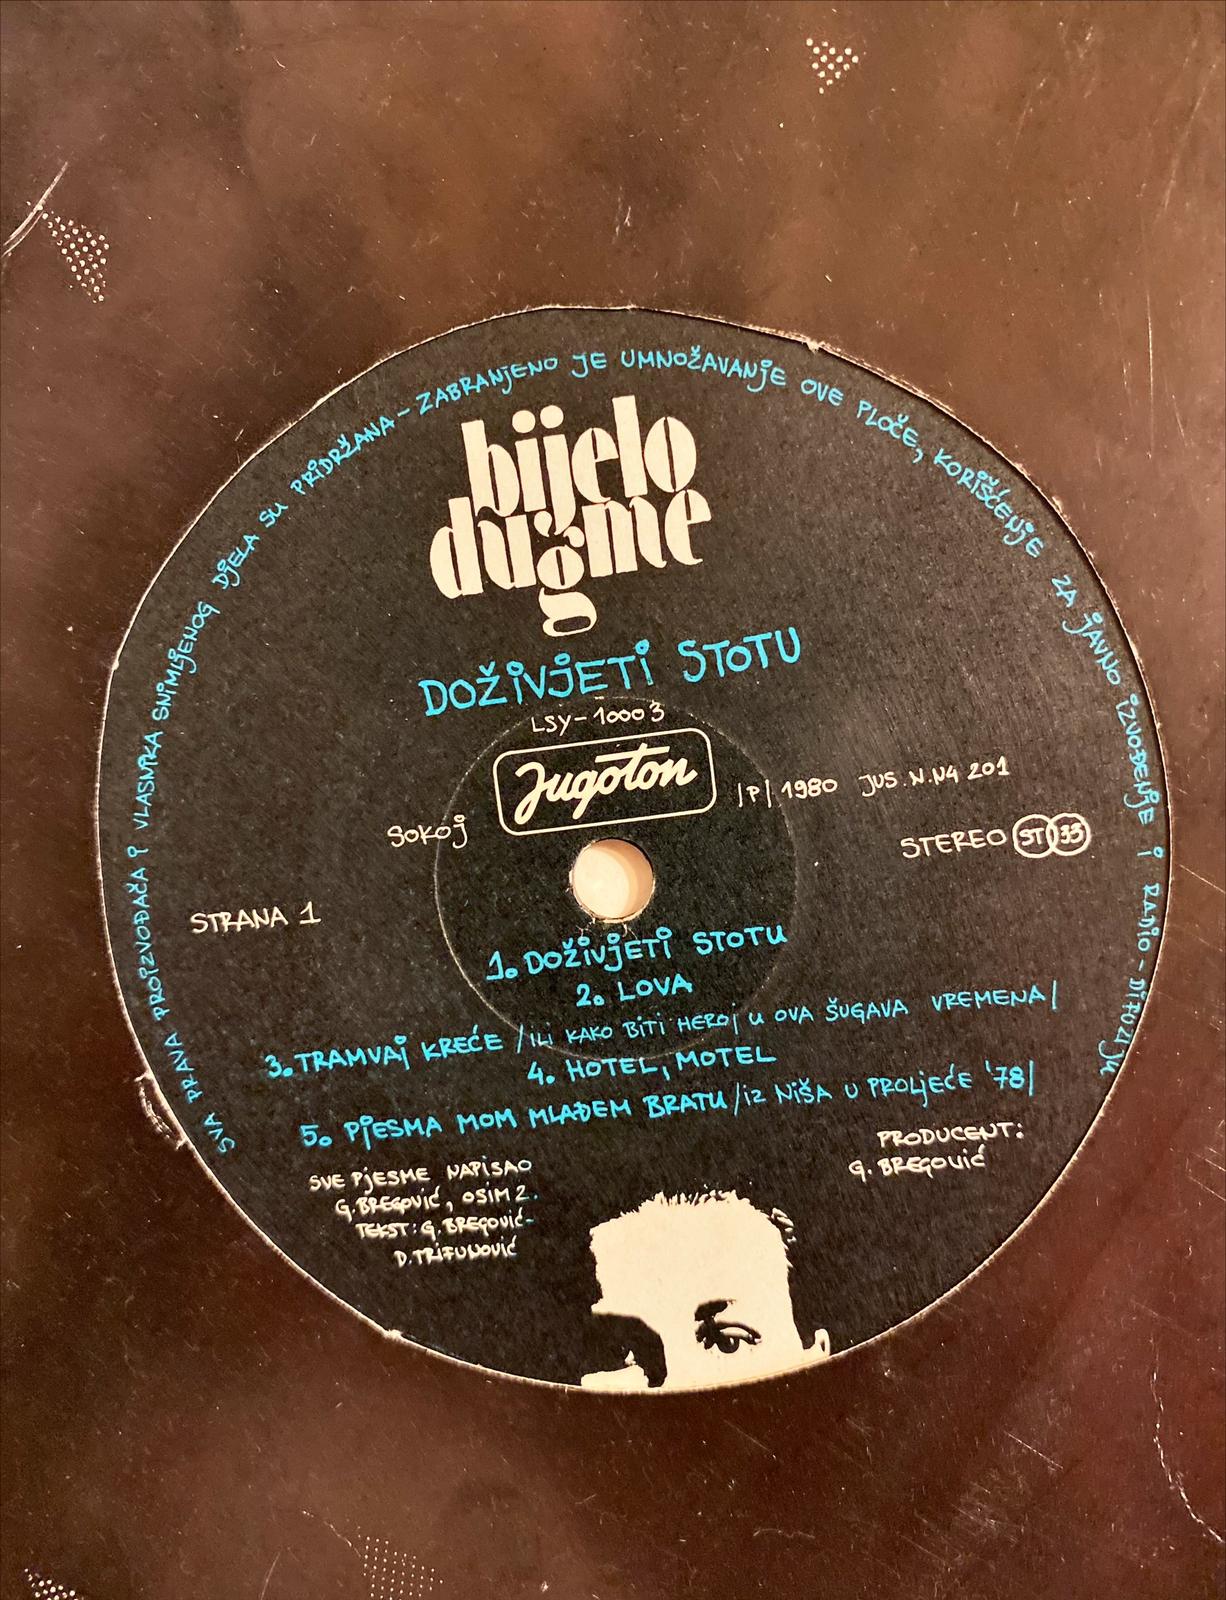 SVA PRAVA PROIZVOĐAČA I VLASNIKA SNIMLJENOG DJELA SU PRIDRŽANA - ZABRANJENO JE UMNOŽAVANJE OVE PLOČE, KORIŠĆENJE ZA JAVNO IZVOĐENJE I RADIO - DIFUZIJU
bijelo
dugme
DOŽIVJETI STOTU
LSY-10003
Jugoton
SOKOJ
|P| 1980 JUS.N.N4 201
STEREO ST 33
STRANA 1
1. DOŽIVJETI STOTU
2. LOVA
3. TRAMVAJ KREĆE /ILI KAKO BITI HEROJ U OVA ŠUGAVA VREMENA/
4. HOTEL, MOTEL
5. PJESMA MOM MLAĐEM BRATU /IZ NIŠA U PROLJEĆE '78/
SVE PJESME NAPISAO
G. BREGOVIĆ, OSIM 2.
TEKST: G. BREGOVIĆ-
D. TRIFUNOVIĆ
PRODUCENT:
G. BREGOVIĆ